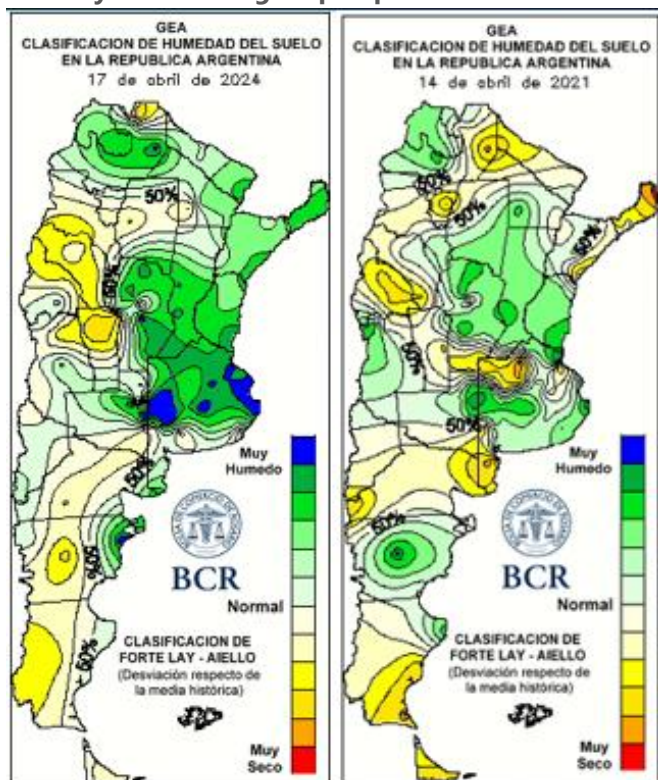 GEA
CLASIFICACION DE HUMEDAD DEL SUELO
EN LA REPUBLICA ARGENTINA
17 de abril de 2024
50%
50%
50%
50%
50%
Muy
Humedo
BCR
Normal
CLASIFICACION DE
FORTE LAY - AIELLO
(Desviación respecto de
la media histórica)
Muy
Seco
GEA
CLASIFICACION DE HUMEDAD DEL SUELO
EN LA REPUBLICA ARGENTINA
14 de abril de 2021
50%
50%
50%
50%
50%
Muy
Humedo
BCR
Normal
CLASIFICACION DE
FORTE LAY - AIELLO
(Desviación respecto de
la media histórica)
Muy
Seco